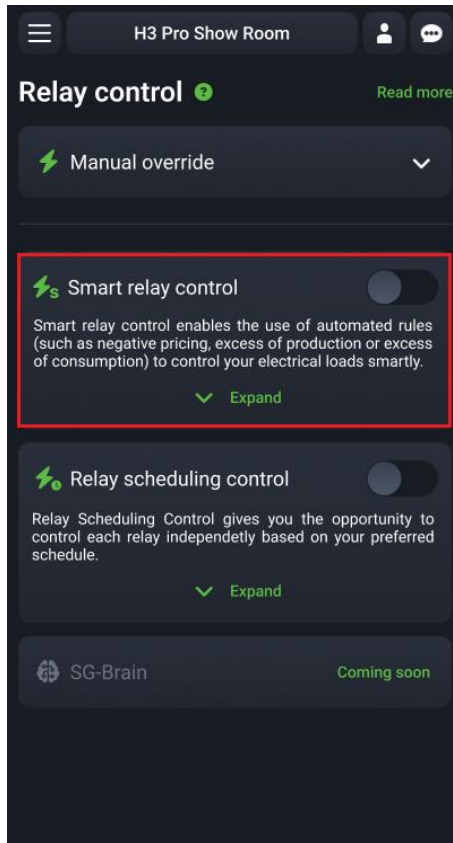 H3 Pro Show Room
Relay control ?
Read more
Manual override
S Smart relay control
Smart relay control enables the use of automated rules
(such as negative pricing, excess of production or excess
of consumption) to control your electrical loads smartly.
Expand
Relay scheduling control
Relay Scheduling Control gives you the opportunity to
control each relay independetly based on your preferred
schedule.
Expand
SG-Brain
Coming soon